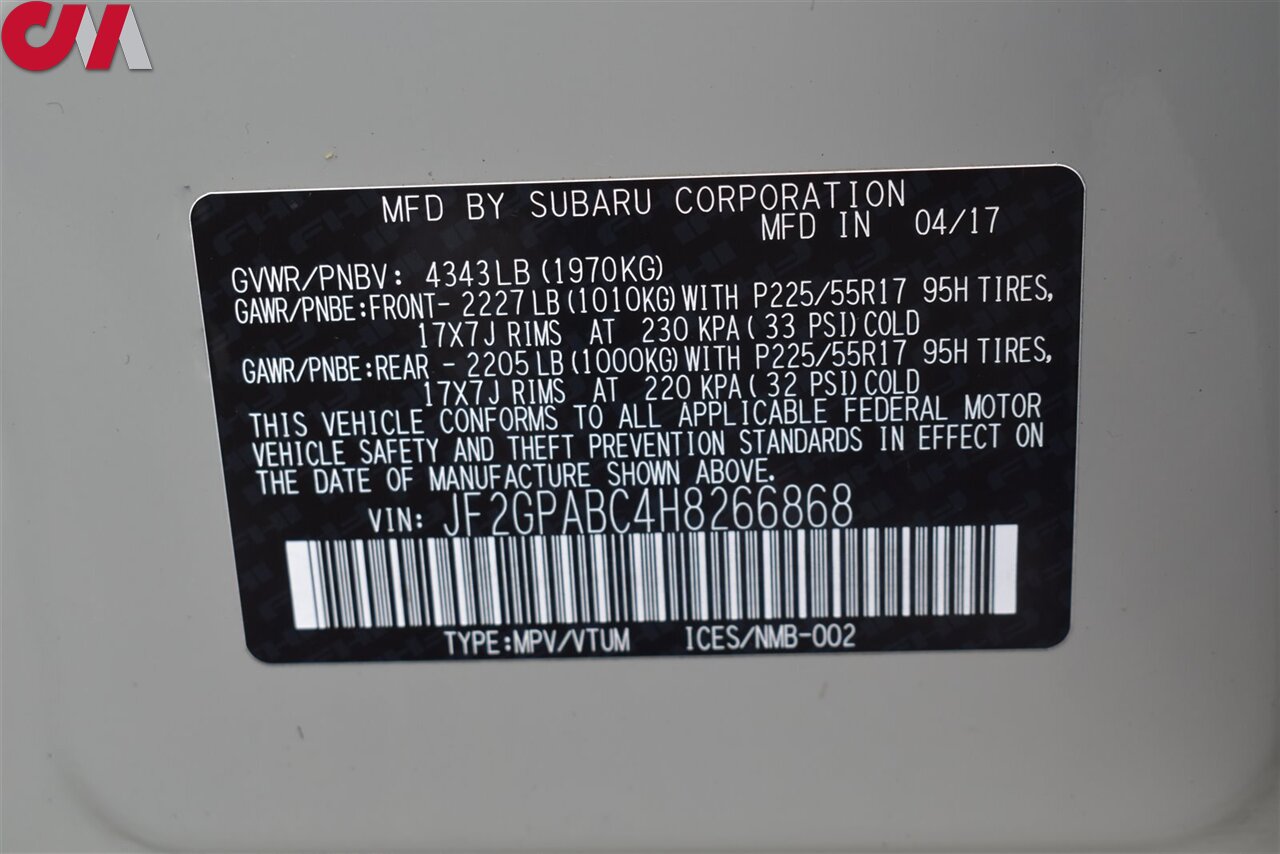 CM
MFD BY SUBARU CORPORATION
MFD IN 04/17
GVWR/PNBV: 4343LB (1970KG)
GAWR/PNBE:FRONT- 2227LB (1010KG) WITH P225/55R17 95H TIRES,
17X7J RIMS AT 230 KPA ( 33 PSI) COLD
GAWR/PNBE:REAR - 2205LB (1000KG) WITH P225/55R17 95H TIRES,
17X7J RIMS AT 220 KPA ( 32 PSI) COLD
THIS VEHICLE CONFORMS TO ALL APPLICABLE FEDERAL MOTOR
VEHICLE SAFETY AND THEFT PREVENTION STANDARDS IN EFFECT ON
THE DATE OF MANUFACTURE SHOWN ABOVE.
VIN: JF2GPABC4H8266868
TYPE:MPV/VTUM ICES/NMB-002